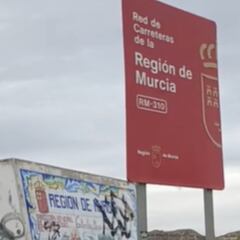 Red de
Carreteras
de la
Región de
Murcia
RM-310
Región de Murcia
REGION DE